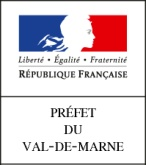 Liberté • Égalité • Fraternité
RÉPUBLIQUE FRANÇAISE
PRÉFET
DU
VAL-DE-MARNE